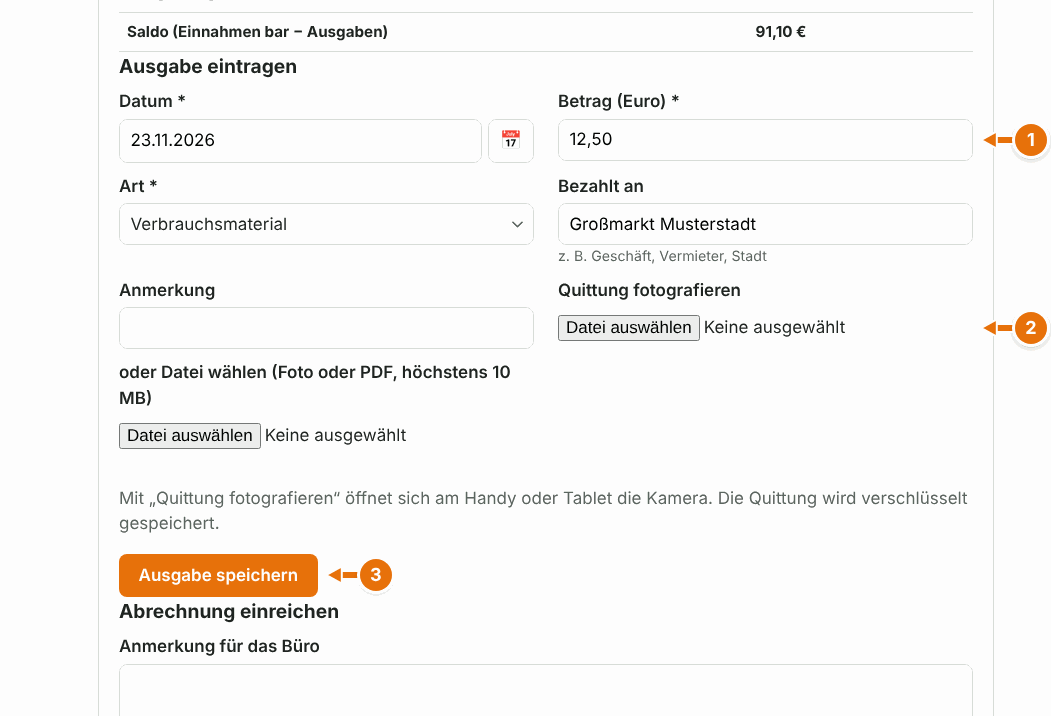 Saldo (Einnahmen bar – Ausgaben) 91,10 €
Ausgabe eintragen
Datum * Betrag (Euro) *
23.11.2026 12,50 1
Art * Bezahlt an
Verbrauchsmaterial Großmarkt Musterstadt
z. B. Geschäft, Vermieter, Stadt
Anmerkung Quittung fotografieren
Datei auswählen Keine ausgewählt 2
oder Datei wählen (Foto oder PDF, höchstens 10
MB)
Datei auswählen Keine ausgewählt
Mit „Quittung fotografieren“ öffnet sich am Handy oder Tablet die Kamera. Die Quittung wird verschlüsselt
gespeichert.
Ausgabe speichern 3
Abrechnung einreichen
Anmerkung für das Büro